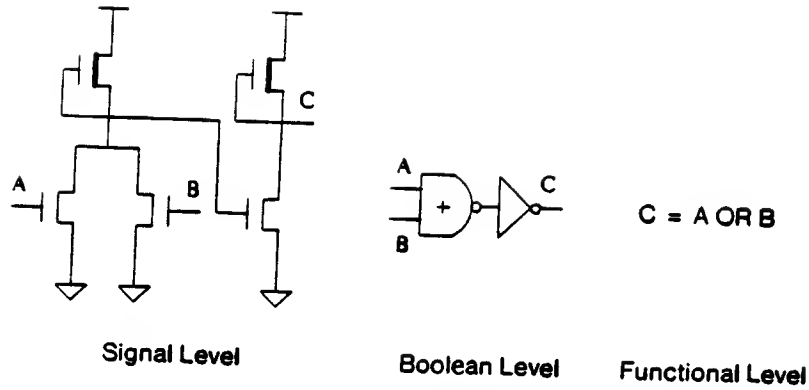 C
A
B
A
B
+
C
C = A OR B
Signal Level
Boolean Level
Functional Level